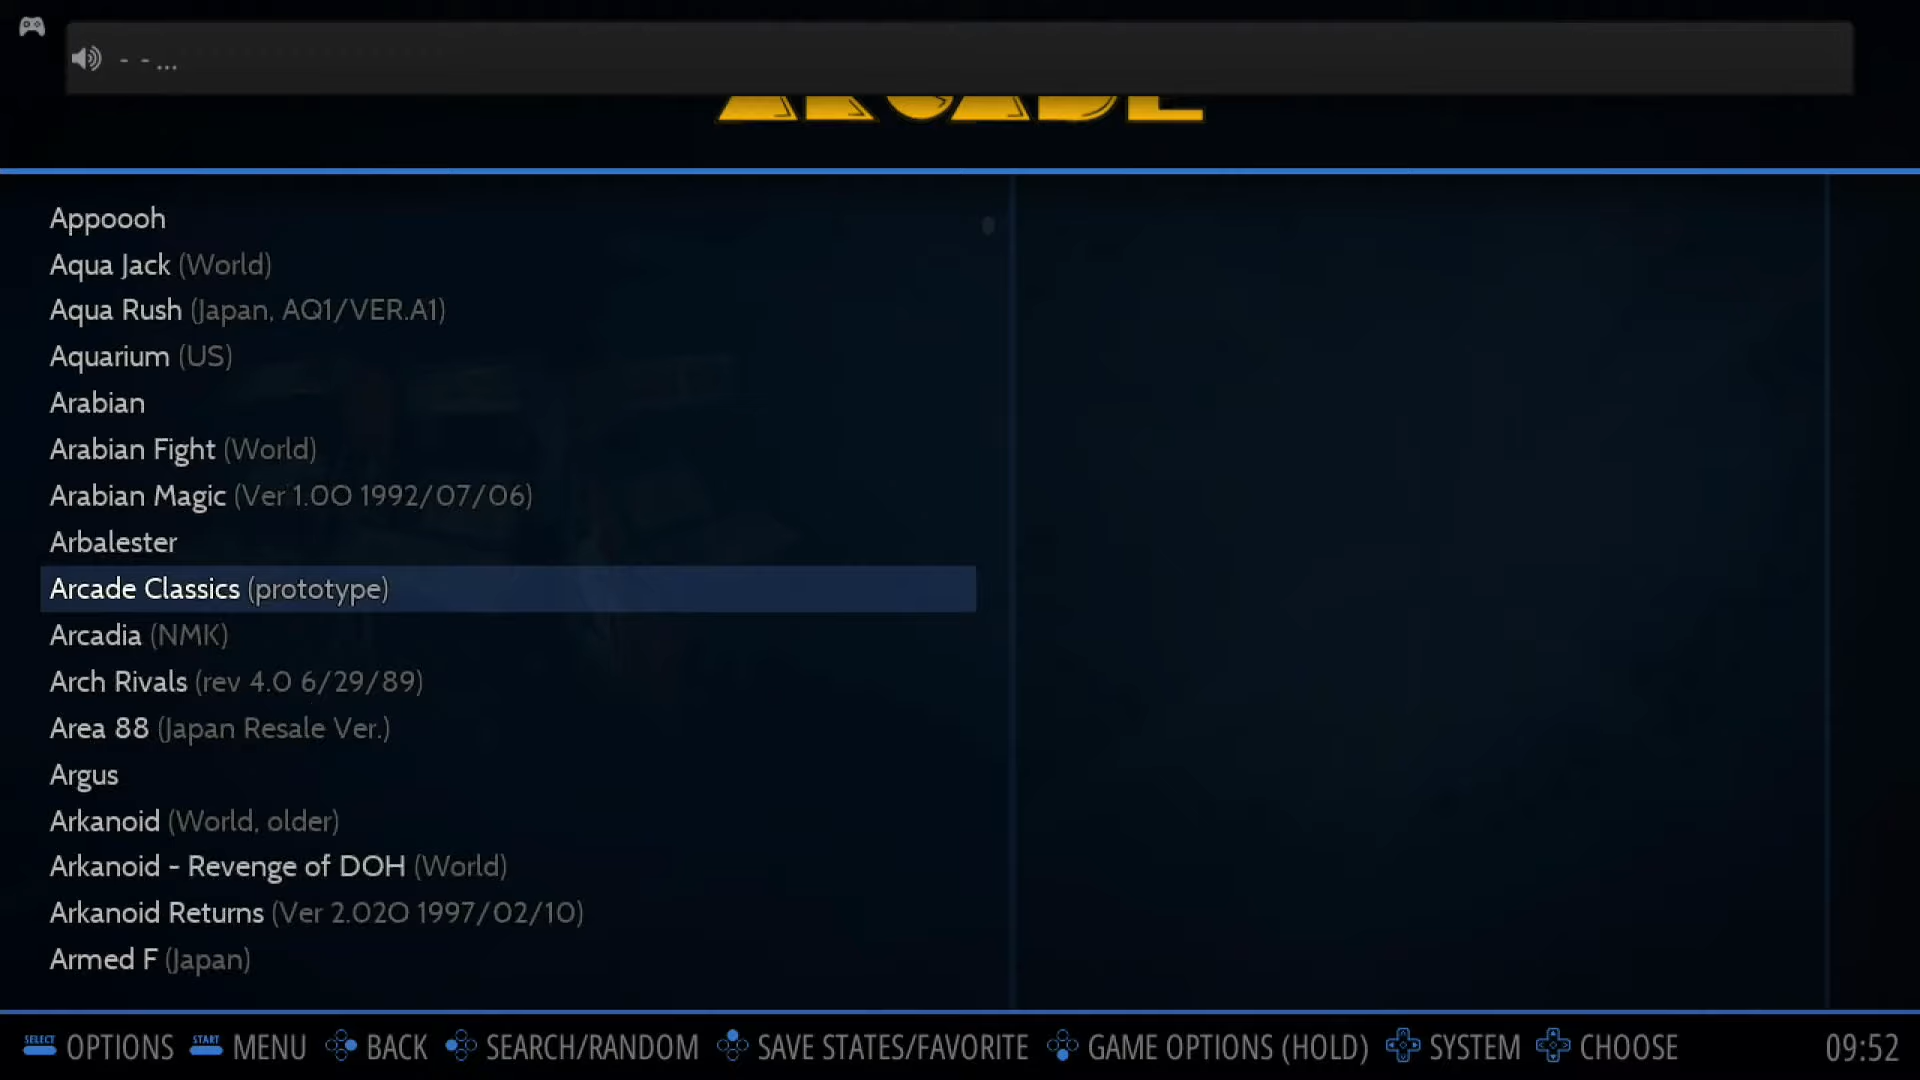 - - ...
ARCADE
Appoooh
Aqua Jack (World)
Aqua Rush (Japan, AQ1/VER.A1)
Aquarium (US)
Arabian
Arabian Fight (World)
Arabian Magic (Ver 1.0O 1992/07/06)
Arbalester
Arcade Classics (prototype)
Arcadia (NMK)
Arch Rivals (rev 4.0 6/29/89)
Area 88 (Japan Resale Ver.)
Argus
Arkanoid (World, older)
Arkanoid - Revenge of DOH (World)
Arkanoid Returns (Ver 2.02O 1997/02/10)
Armed F (Japan)
SELECT OPTIONS START MENU BACK SEARCH/RANDOM SAVE STATES/FAVORITE GAME OPTIONS (HOLD) SYSTEM CHOOSE 09:52